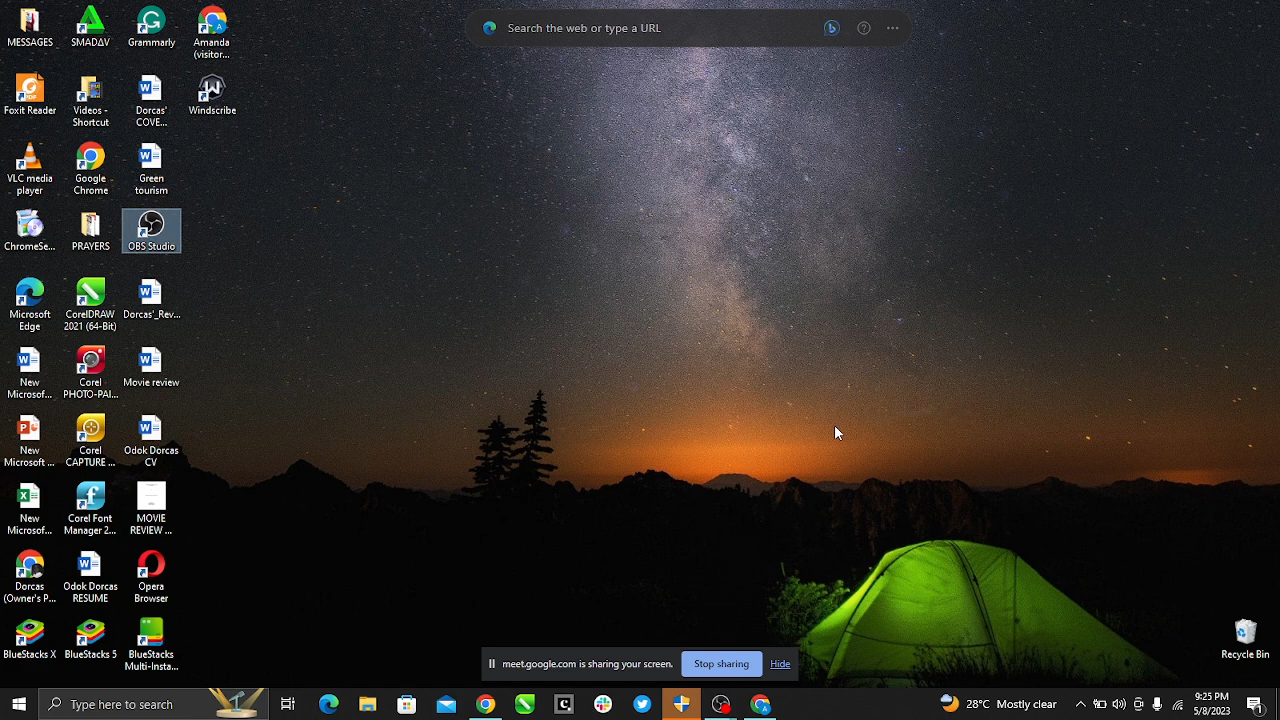 Search the web or type a URL
MESSAGES
SMADΔV
Grammarly
Amanda
(visitor...
Foxit Reader
Videos -
Shortcut
Dorcas'
COVE...
Windscribe
VLC media
player
Google
Chrome
Green
tourism
ChromeSe...
PRAYERS
OBS Studio
Microsoft
Edge
CorelDRAW
2021 (64-Bit)
Dorcas'_Rev...
New
Microsof...
Corel
PHOTO-PAI...
Movie review
New
Microsof...
Corel
CAPTURE ...
Odok Dorcas
CV
New
Microsof...
Corel Font
Manager 2...
MOVIE
REVIEW ...
Dorcas
(Owner's P...
Odok Dorcas
RESUME
Opera
Browser
BlueStacks X
BlueStacks 5
BlueStacks
Multi-Insta...
Recycle Bin
meet.google.com is sharing your screen.
Stop sharing
Hide
Type here to search
28°C Mostly clear
9:25 PM
5/8/2023
1